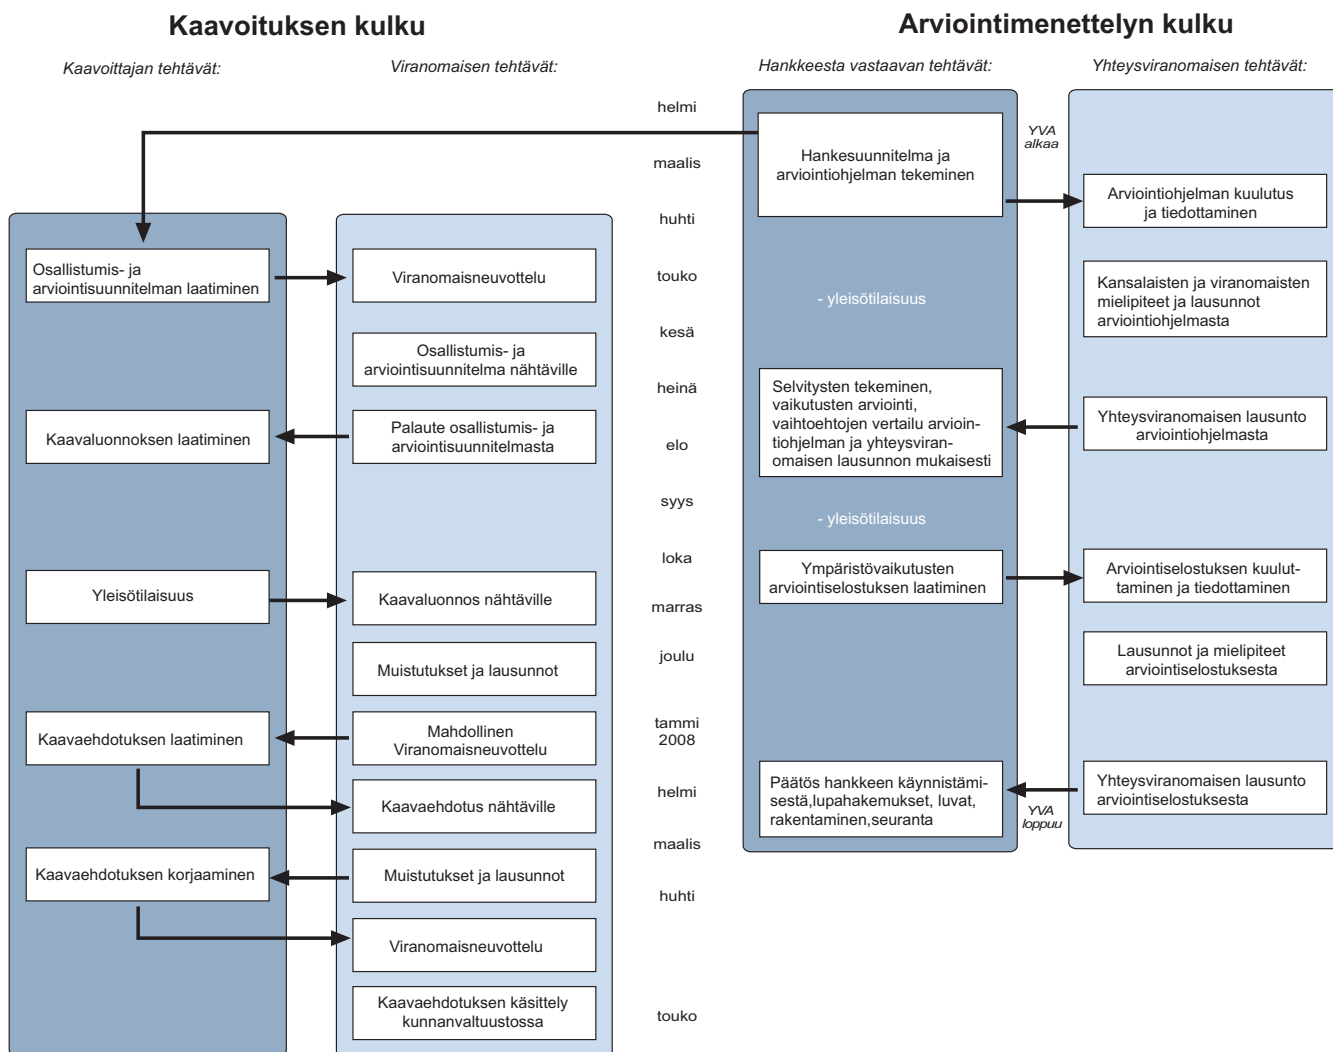 Kaavoituksen kulku
Kaavoittajan tehtävät:
Viranomaisen tehtävät:
Osallistumis- ja
arviointisuunnitelman laatiminen
Viranomaisneuvottelu
Osallistumis- ja
arviointisuunnitelma nähtäville
Kaavaluonnoksen laatiminen
Palaute osallistumis- ja
arviointisuunnitelmasta
Yleisötilaisuus
Kaavaluonnos nähtäville
Muistutukset ja lausunnot
Kaavaehdotuksen laatiminen
Mahdollinen
Viranomaisneuvottelu
Kaavaehdotus nähtäville
Kaavaehdotuksen korjaaminen
Muistutukset ja lausunnot
Viranomaisneuvottelu
Kaavaehdotuksen käsittely
kunnanvaltuustossa
helmi
maalis
huhti
touko
kesä
heinä
elo
syys
loka
marras
joulu
tammi
2008
helmi
maalis
huhti
touko
Arviointimenettelyn kulku
Hankkeesta vastaavan tehtävät:
Yhteysviranomaisen tehtävät:
Hankesuunnitelma ja
arviointiohjelman tekeminen
YVA
alkaa
Arviointiohjelman kuulutus
ja tiedottaminen
- yleisötilaisuus
Kansalaisten ja viranomaisten
mielipiteet ja lausunnot
arviointiohjelmasta
Selvitysten tekeminen,
vaikutusten arviointi,
vaihtoehtojen vertailu arvioin-
tiohjelman ja yhteysviran-
omaisen lausunnon mukaisesti
Yhteysviranomaisen lausunto
arviointiohjelmasta
- yleisötilaisuus
Ympäristövaikutusten
arviointiselostuksen laatiminen
Arviointiselostuksen kuulut-
taminen ja tiedottaminen
Lausunnot ja mielipiteet
arviointiselostuksesta
Päätös hankkeen käynnistämi-
sestä,lupahakemukset, luvat,
rakentaminen,seuranta
YVA
loppuu
Yhteysviranomaisen lausunto
arviointiselostuksesta